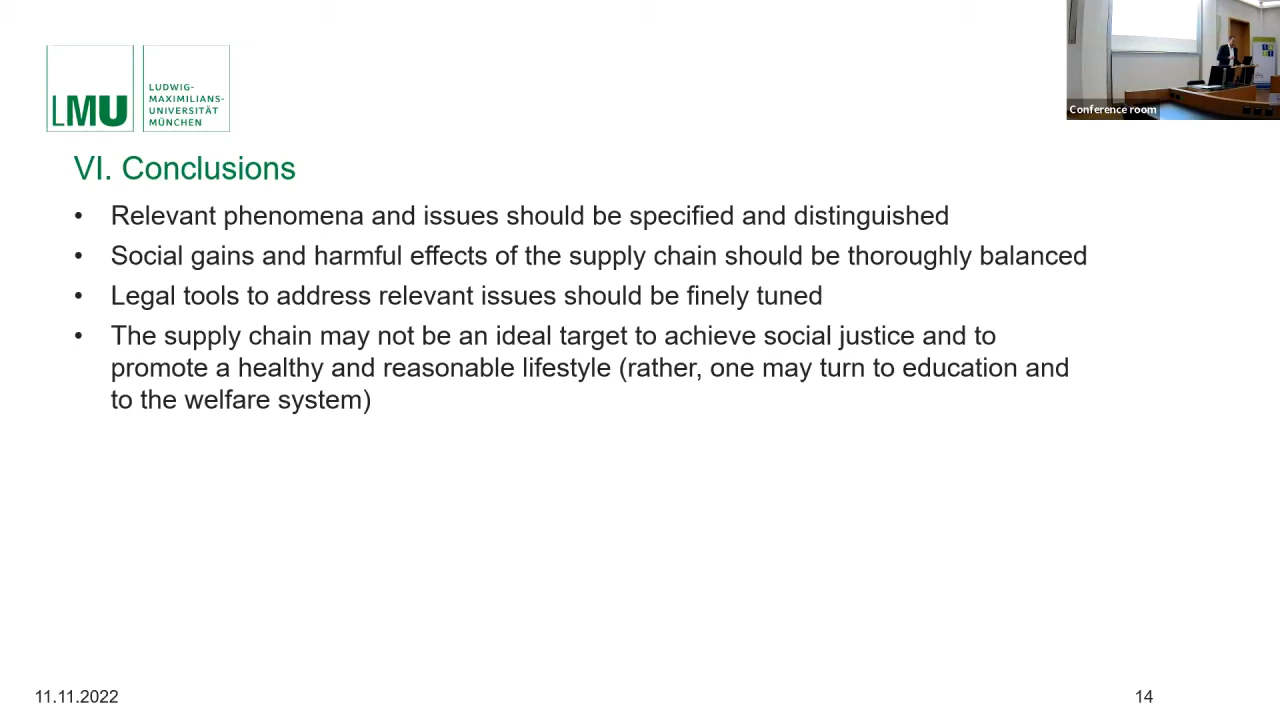 Conference room
LMU
LUDWIG-
MAXIMILIANS-
UNIVERSITÄT
MÜNCHEN
VI. Conclusions
• Relevant phenomena and issues should be specified and distinguished
• Social gains and harmful effects of the supply chain should be thoroughly balanced
• Legal tools to address relevant issues should be finely tuned
• The supply chain may not be an ideal target to achieve social justice and to
promote a healthy and reasonable lifestyle (rather, one may turn to education and
to the welfare system)
11.11.2022
14